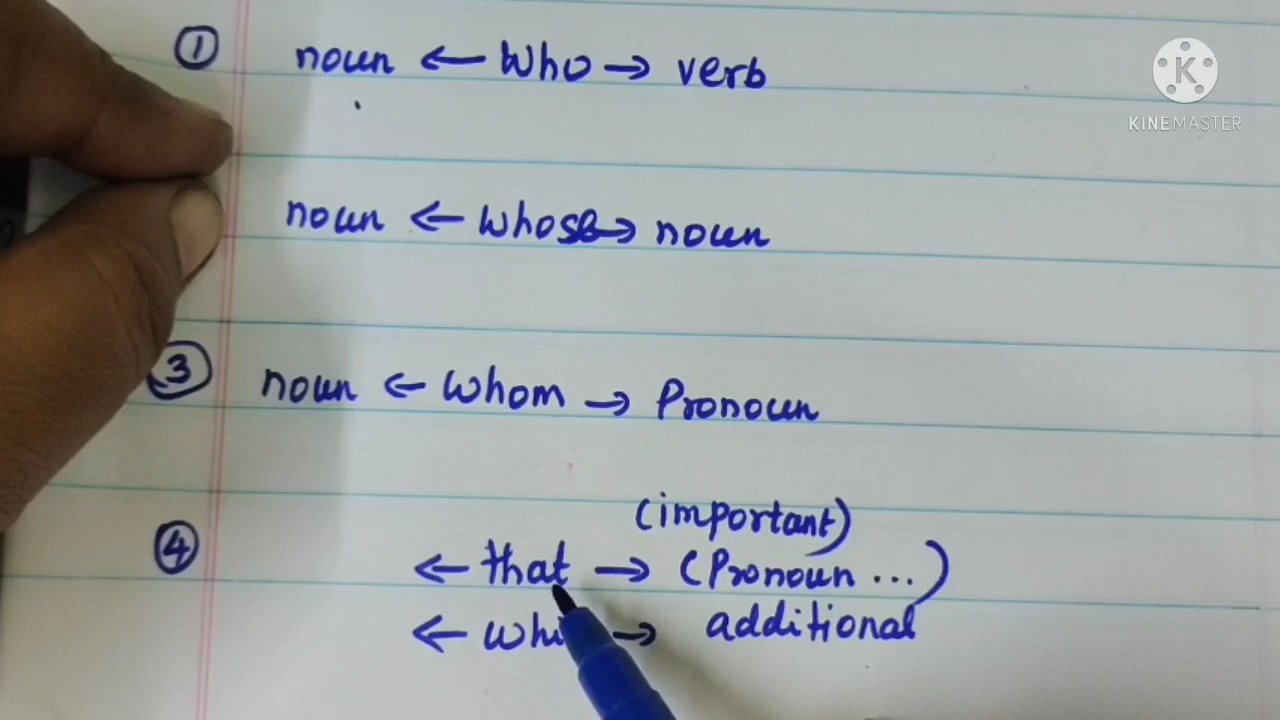 ① noun ← Who → verb
noun ← Whose → noun
③ noun ← Whom → Pronoun
(important)
④ ← that → (Pronoun ...)
← → additional
KINEMASTER